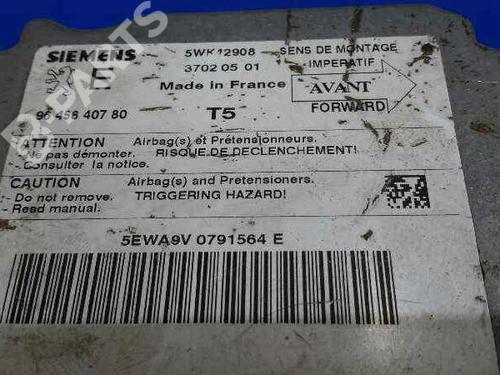 SIEMENS
5WK42908
SENS DE MONTAGE
IMPERATIF
E
3702 05 01
Made in France
AVANT
FORWARD
96 458 407 80
T5
ATTENTION
Airbag(s) et Prétensionneurs.
- Ne pas démonter.
RISQUE DE DECLENCHEMENT!
- Consulter la notice.
CAUTION
Airbag(s) and Pretensioners.
- Do not remove.
TRIGGERING HAZARD!
- Read manual.
5EWA9V 0791564 E